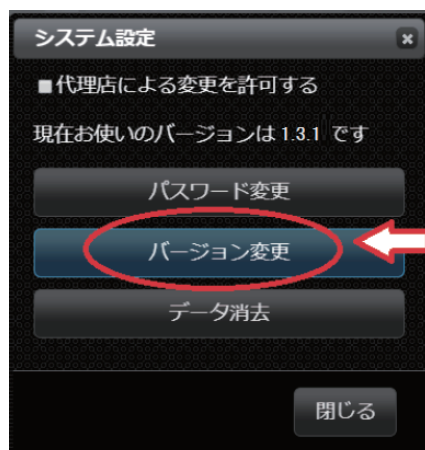 システム設定
■代理店による変更を許可する
現在お使いのバージョンは 1.3.1 です
パスワード変更
バージョン変更
データ消去
閉じる